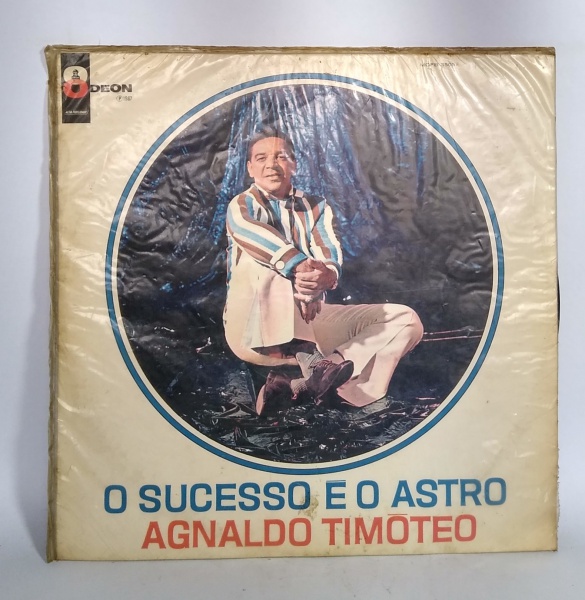 ODEON
O SUCESSO É O ASTRO
AGNALDO TIMÓTEO